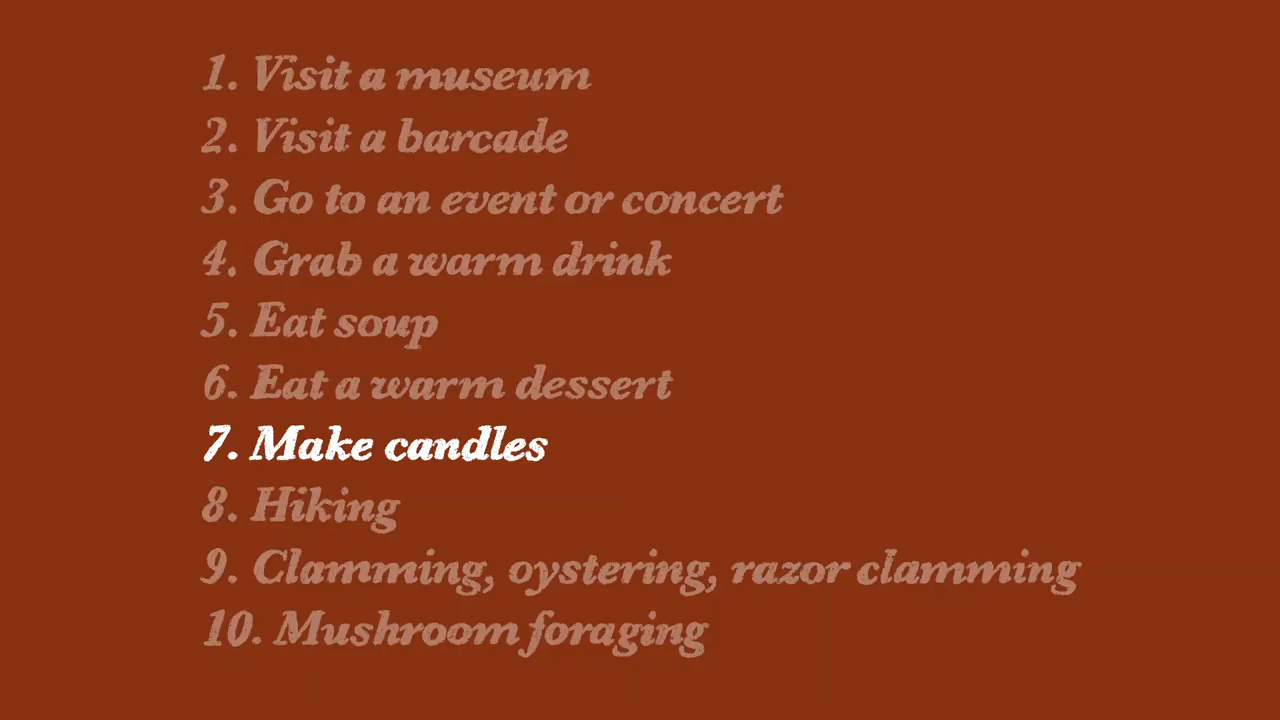 1. Visit a museum
2. Visit a barcade
3. Go to an event or concert
4. Grab a warm drink
5. Eat soup
6. Eat a warm dessert
7. Make candles
8. Hiking
9. Clamming, oystering, razor clamming
10. Mushroom foraging